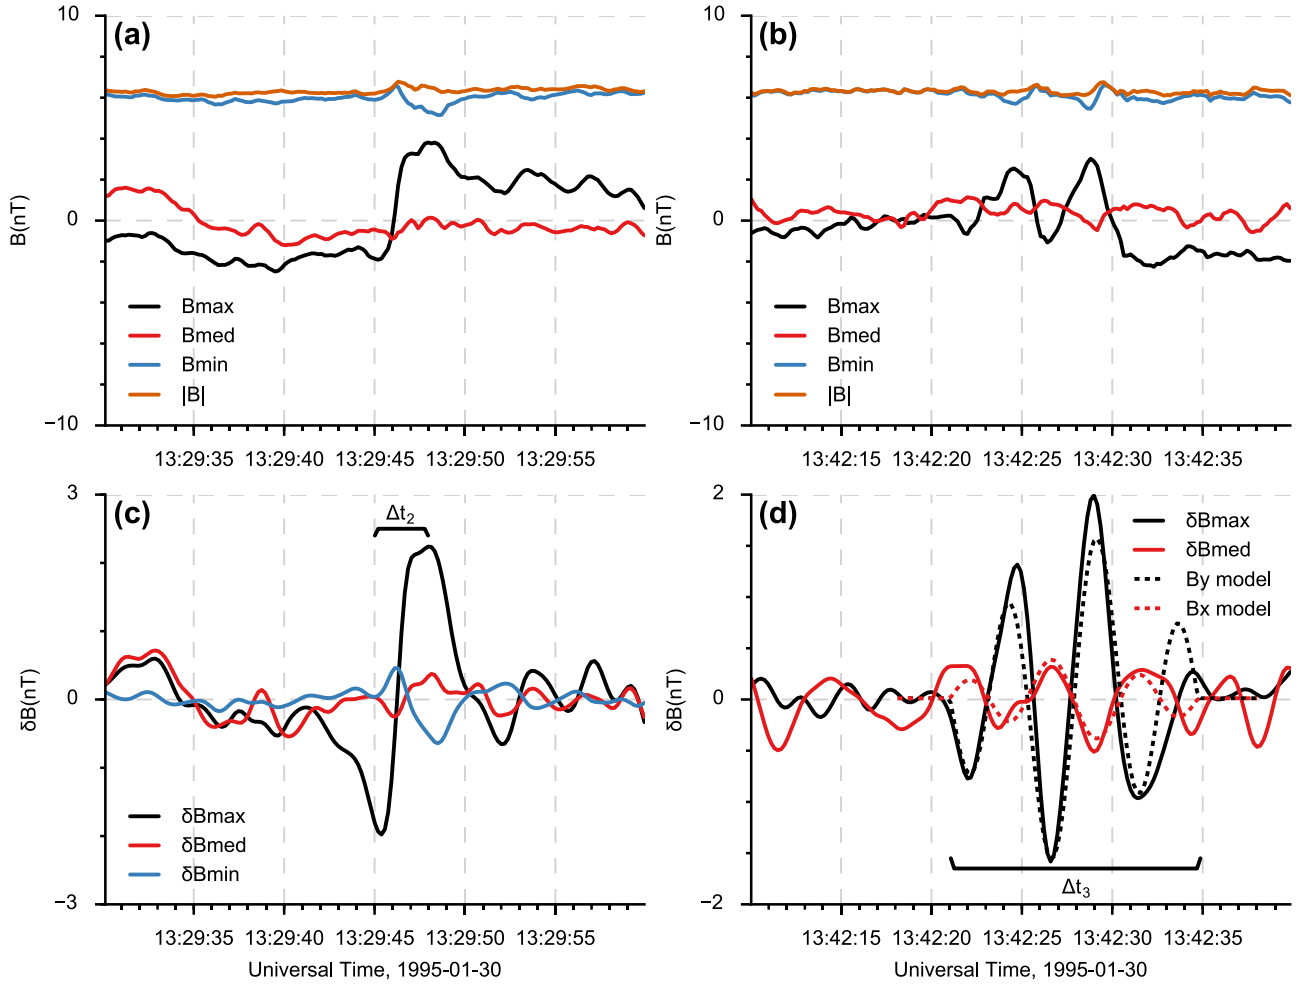 (a)
10
0
−10
B(nT)
Bmax
Bmed
Bmin
|B|
13:29:35 13:29:40 13:29:45 13:29:50 13:29:55
(b)
10
0
−10
B(nT)
Bmax
Bmed
Bmin
|B|
13:42:15 13:42:20 13:42:25 13:42:30 13:42:35
(c)
3
0
−3
δB(nT)
Δt2
δBmax
δBmed
δBmin
13:29:35 13:29:40 13:29:45 13:29:50 13:29:55
Universal Time, 1995-01-30
(d)
2
0
−2
δB(nT)
δBmax
δBmed
By model
Bx model
Δt3
13:42:15 13:42:20 13:42:25 13:42:30 13:42:35
Universal Time, 1995-01-30